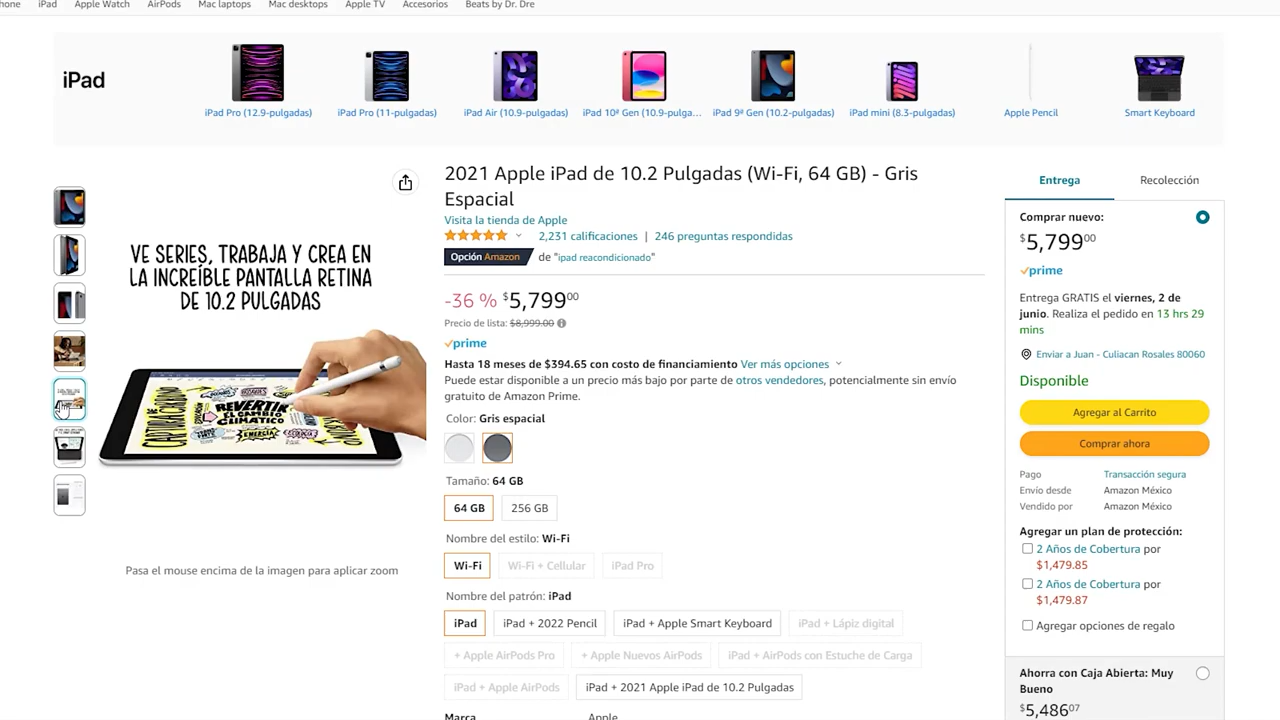 iPad
Apple Watch
AirPods
Mac laptops
Mac desktops
Apple TV
Accesorios
Beats by Dr. Dre
iPad
iPad Pro (12.9-pulgadas)
iPad Pro (11-pulgadas)
iPad Air (10.9-pulgadas)
iPad 10ª Gen (10.9-pulga...
iPad 9ª Gen (10.2-pulgadas)
iPad mini (8.3-pulgadas)
Apple Pencil
Smart Keyboard
VE SERIES, TRABAJA Y CREA EN
LA INCREÍBLE PANTALLA RETINA
DE 10.2 PULGADAS
REVERTIR
EL CAMBIO
CLIMÁTICO
ENERGÍA
Pasa el mouse encima de la imagen para aplicar zoom
2021 Apple iPad de 10.2 Pulgadas (Wi-Fi, 64 GB) - Gris
Espacial
Visita la tienda de Apple
2,231 calificaciones | 246 preguntas respondidas
Opción Amazon de "ipad reacondicionado"
-36 % $5,79900
Precio de lista: $8,999.00
prime
Hasta 18 meses de $394.65 con costo de financiamiento Ver más opciones
Puede estar disponible a un precio más bajo por parte de otros vendedores, potencialmente sin envío
gratuito de Amazon Prime.
Color: Gris espacial
Tamaño: 64 GB
64 GB
256 GB
Nombre del estilo: Wi-Fi
Wi-Fi
Wi-Fi + Cellular
iPad Pro
Nombre del patrón: iPad
iPad
iPad + 2022 Pencil
iPad + Apple Smart Keyboard
iPad + Lápiz digital
+ Apple AirPods Pro
+ Apple Nuevos AirPods
iPad + AirPods con Estuche de Carga
iPad + Apple AirPods
iPad + 2021 Apple iPad de 10.2 Pulgadas
Marca Apple
Entrega
Recolección
Comprar nuevo:
$5,79900
prime
Entrega GRATIS el viernes, 2 de
junio. Realiza el pedido en 13 hrs 29
mins
Enviar a Juan - Culiacan Rosales 80060
Disponible
Agregar al Carrito
Comprar ahora
Pago Transacción segura
Envío desde Amazon México
Vendido por Amazon México
Agregar un plan de protección:
2 Años de Cobertura por
$1,479.85
2 Años de Cobertura por
$1,479.87
Agregar opciones de regalo
Ahorra con Caja Abierta: Muy
Bueno
$5,48607